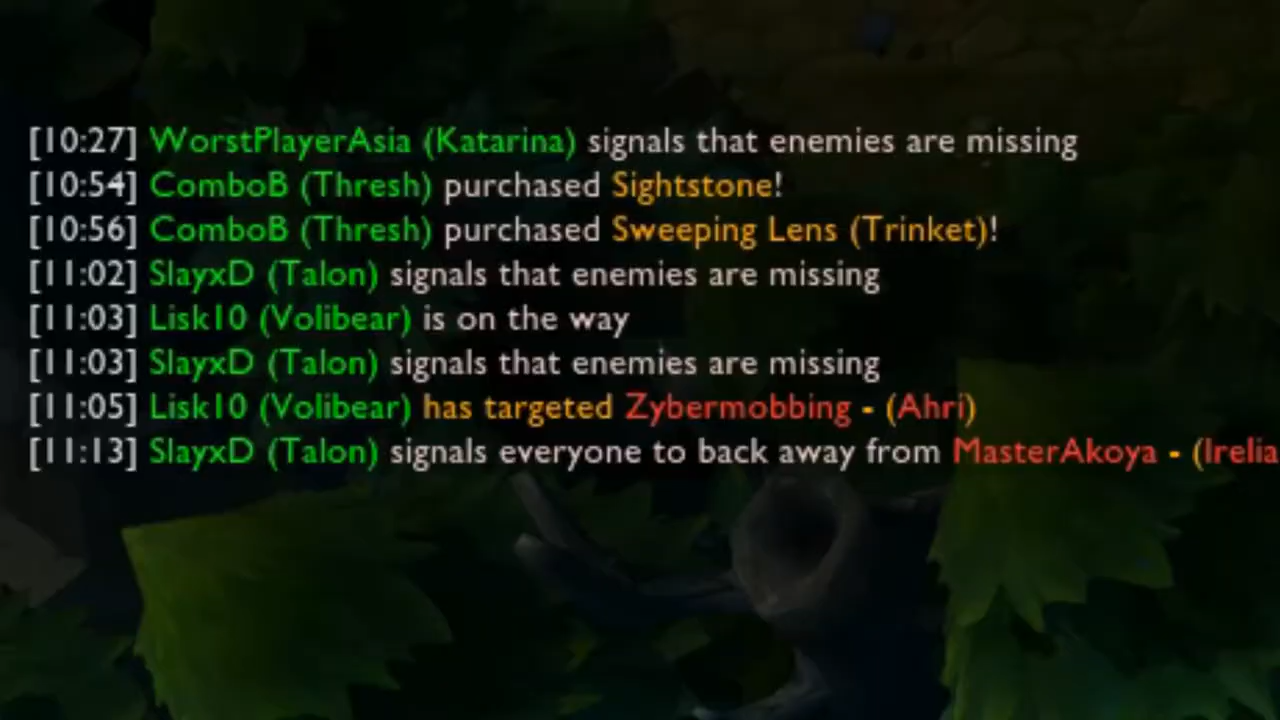 [10:27] WorstPlayerAsia (Katarina) signals that enemies are missing
[10:54] ComboB (Thresh) purchased Sightstone!
[10:56] ComboB (Thresh) purchased Sweeping Lens (Trinket)!
[11:02] SlayxD (Talon) signals that enemies are missing
[11:03] Lisk10 (Volibear) is on the way
[11:03] SlayxD (Talon) signals that enemies are missing
[11:05] Lisk10 (Volibear) has targeted Zybermobbing - (Ahri)
[11:13] SlayxD (Talon) signals everyone to back away from MasterAkoya - (Irelia